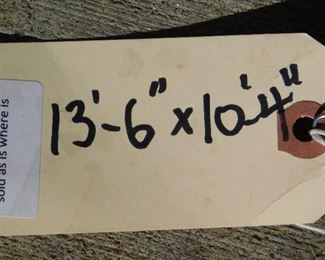 sold as is where is
13'-6" x 10'4"